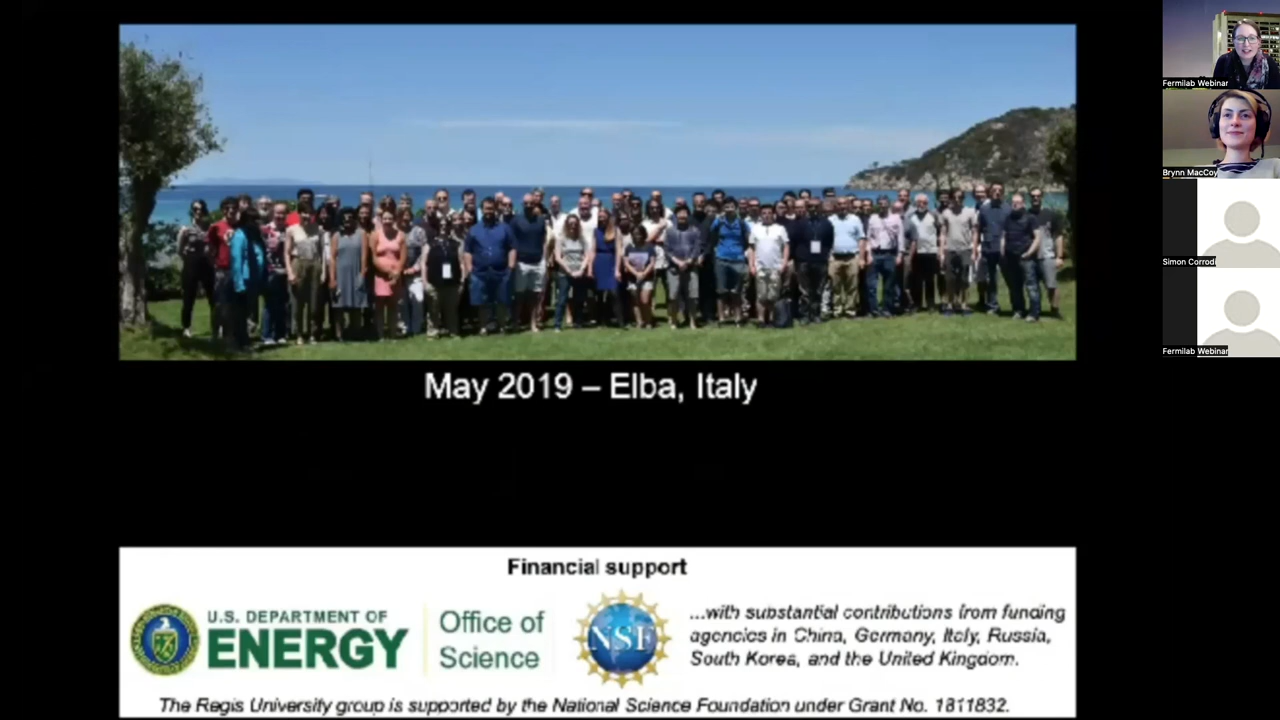 Fermilab Webinar
Brynn MacCoy
Simon Corrodi
Fermilab Webinar
May 2019 – Elba, Italy
Financial support
U.S. DEPARTMENT OF
ENERGY
Office of
Science
NSF
...with substantial contributions from funding
agencies in China, Germany, Italy, Russia,
South Korea, and the United Kingdom.
The Regis University group is supported by the National Science Foundation under Grant No. 1811832.